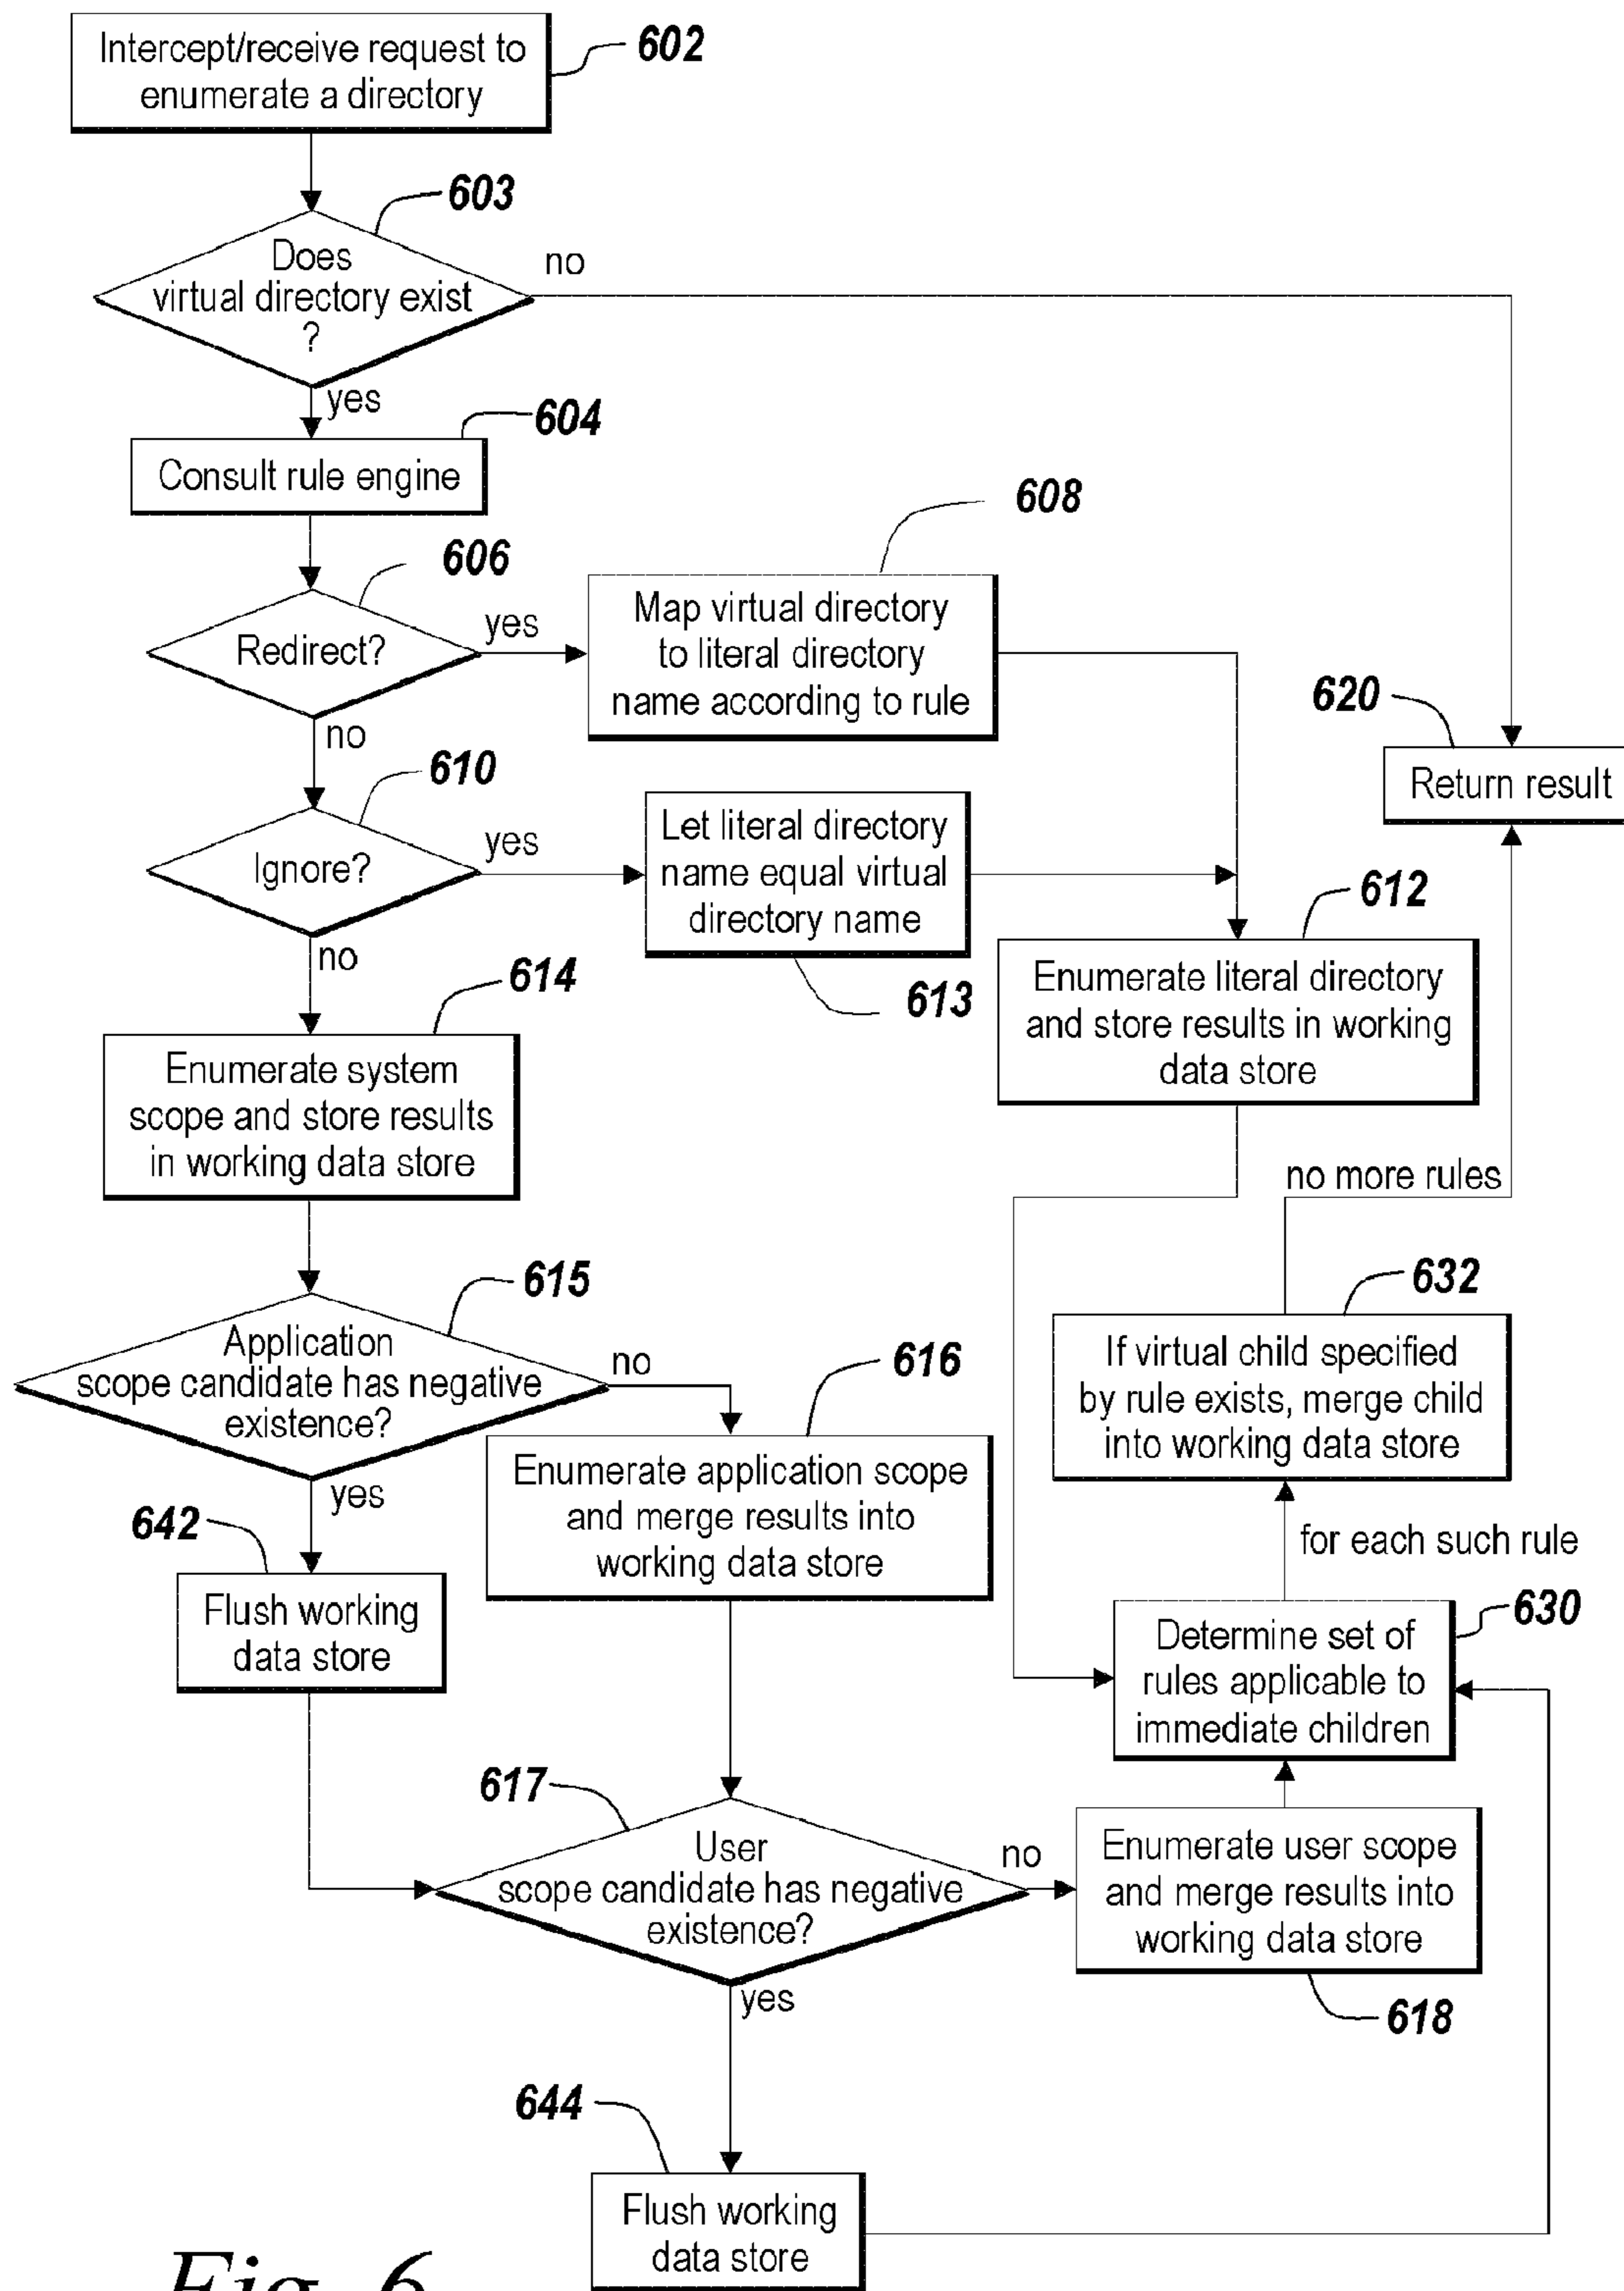 Intercept/receive request to
enumerate a directory
602
603
Does
virtual directory exist
?
no
yes
604
Consult rule engine
606
Redirect?
yes
no
608
Map virtual directory
to literal directory
name according to rule
620
Return result
610
Ignore?
yes
no
Let literal directory
name equal virtual
directory name
613
612
Enumerate literal directory
and store results in working
data store
614
Enumerate system
scope and store results
in working data store
no more rules
615
Application
scope candidate has negative
existence?
no
yes
616
Enumerate application scope
and merge results into
working data store
632
If virtual child specified
by rule exists, merge child
into working data store
for each such rule
642
Flush working
data store
630
Determine set of
rules applicable to
immediate children
617
User
scope candidate has negative
existence?
no
yes
Enumerate user scope
and merge results into
working data store
618
644
Flush working
data store
Fig. 6